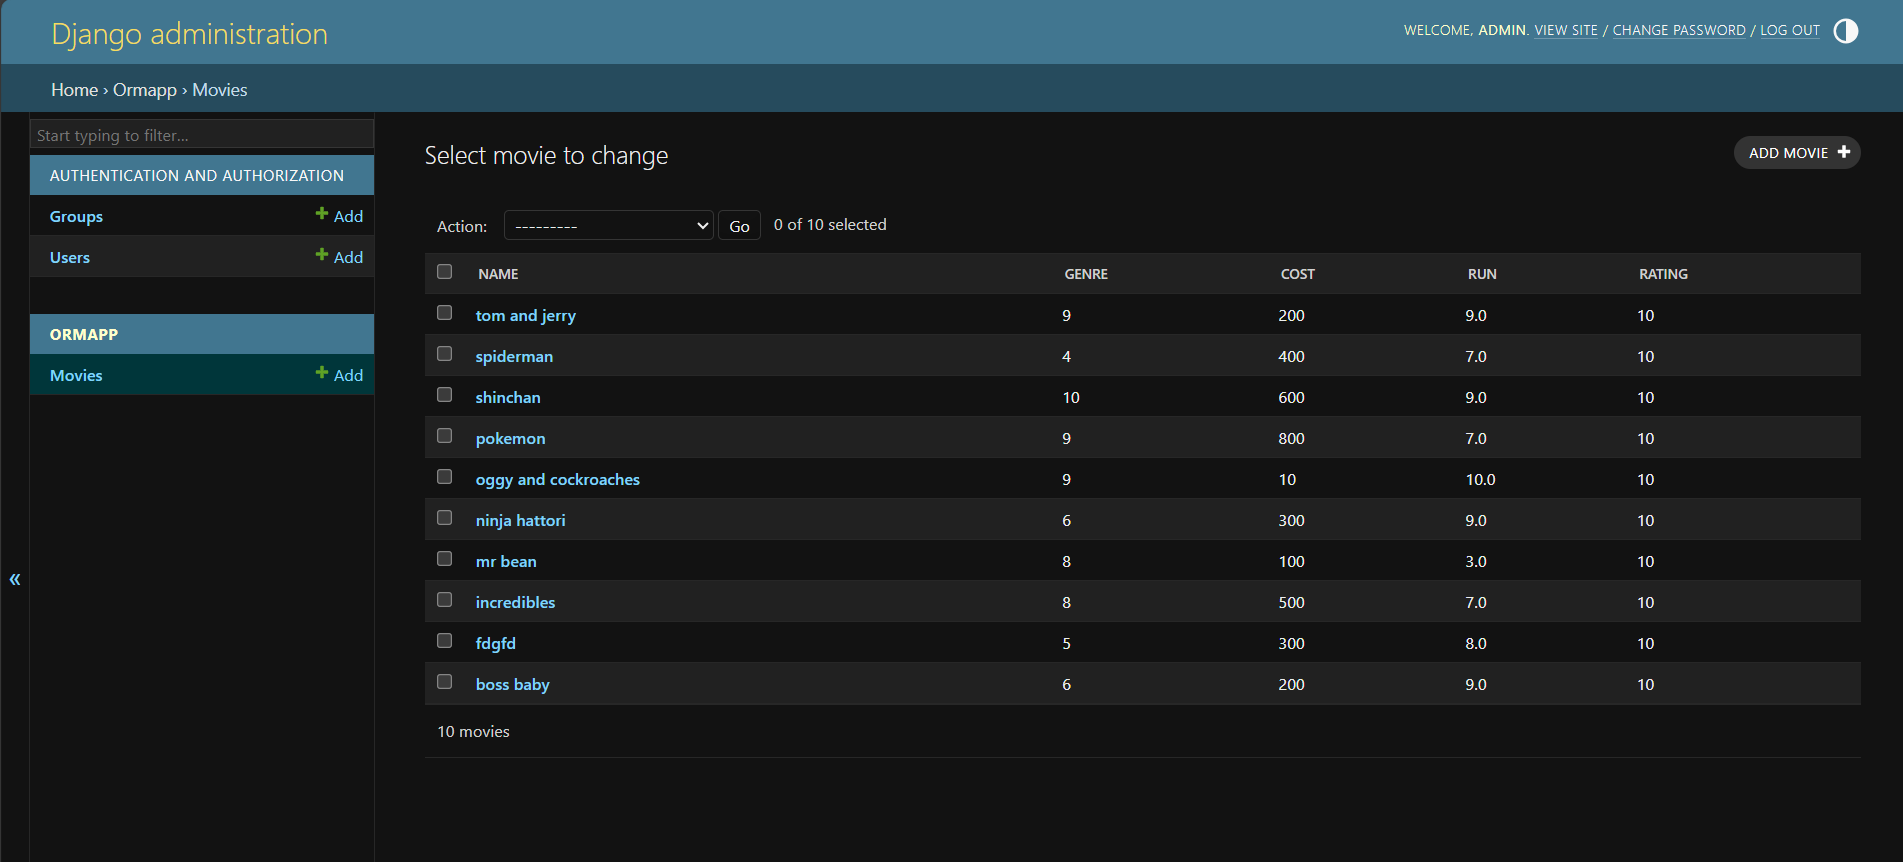 Django administration
WELCOME, ADMIN. VIEW SITE / CHANGE PASSWORD / LOG OUT
Home › Ormapp › Movies
Start typing to filter...
AUTHENTICATION AND AUTHORIZATION
Groups + Add
Users + Add
ORMAPP
Movies + Add
«
Select movie to change
ADD MOVIE +
Action: --------- Go 0 of 10 selected
NAME GENRE COST RUN RATING
tom and jerry 9 200 9.0 10
spiderman 4 400 7.0 10
shinchan 10 600 9.0 10
pokemon 9 800 7.0 10
oggy and cockroaches 9 10 10.0 10
ninja hattori 6 300 9.0 10
mr bean 8 100 3.0 10
incredibles 8 500 7.0 10
fdgfd 5 300 8.0 10
boss baby 6 200 9.0 10
10 movies